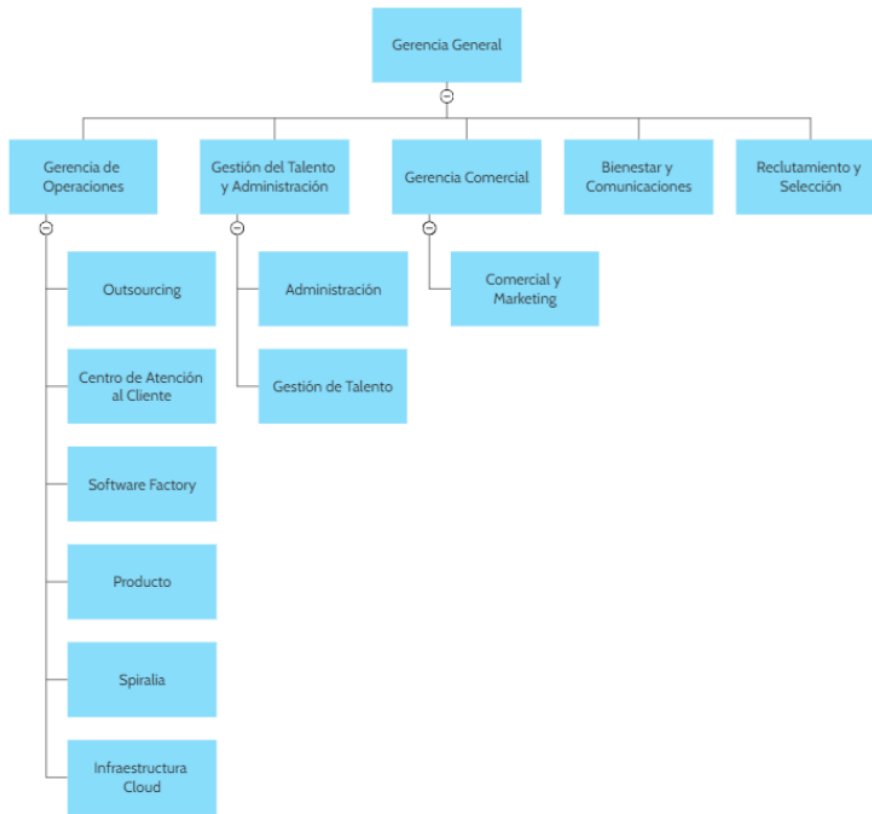 Gerencia General
Gerencia de
Operaciones
Gestión del Talento
y Administración
Gerencia Comercial
Bienestar y
Comunicaciones
Reclutamiento y
Selección
Outsourcing
Administración
Comercial y
Marketing
Centro de Atención
al Cliente
Gestión de Talento
Software Factory
Producto
Spiralia
Infraestructura
Cloud